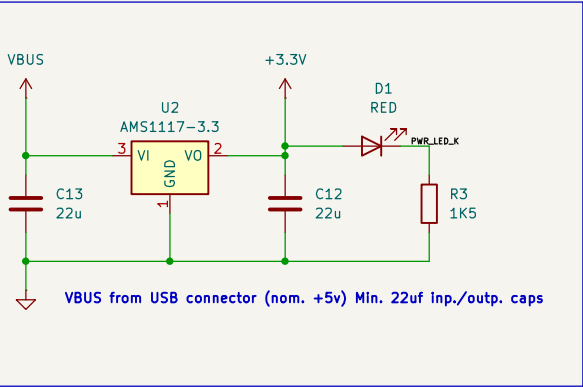 VBUS
+3.3V
D1
RED
U2
AMS1117-3.3
PWR_LED_K
3
VI
VO
2
GND
1
C13
22u
C12
22u
R3
1K5
VBUS from USB connector (nom. +5v) Min. 22uf inp./outp. caps